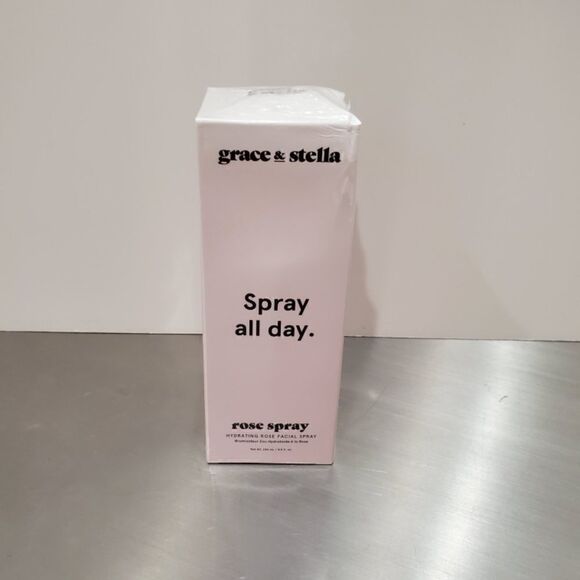 grace & stella
Spray
all day.
rose spray
HYDRATING ROSE FACIAL SPRAY